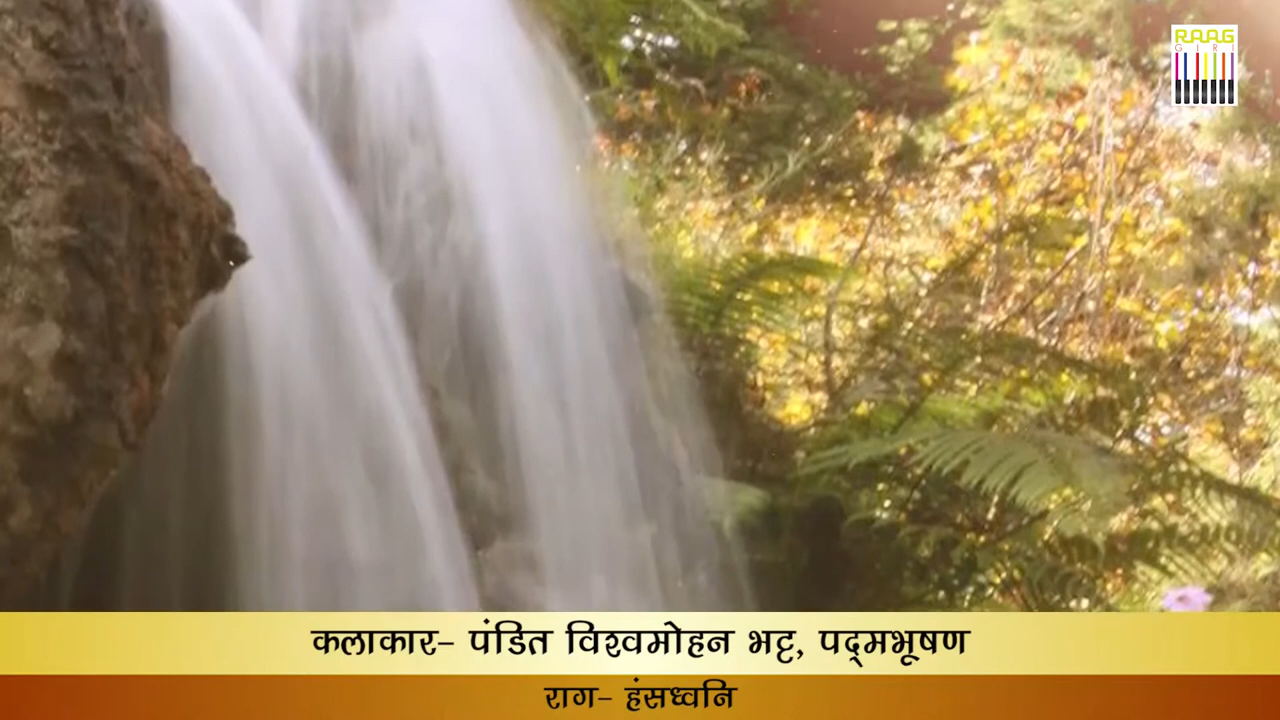 RAAG
GIRI
कलाकार- पंडित विश्वमोहन भट्ट, पद्मभूषण
राग- हंसध्वनि